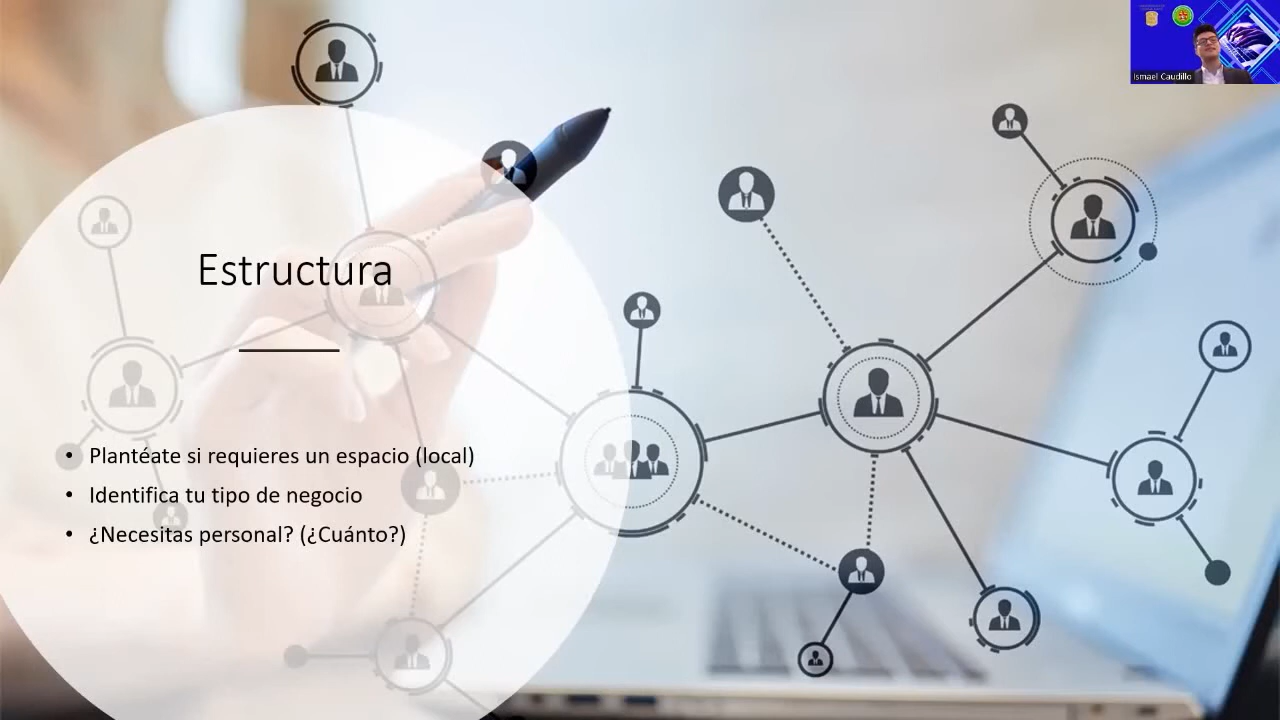 Ismael Caudillo
Estructura
• Plantéate si requieres un espacio (local)
• Identifica tu tipo de negocio
• ¿Necesitas personal? (¿Cuánto?)